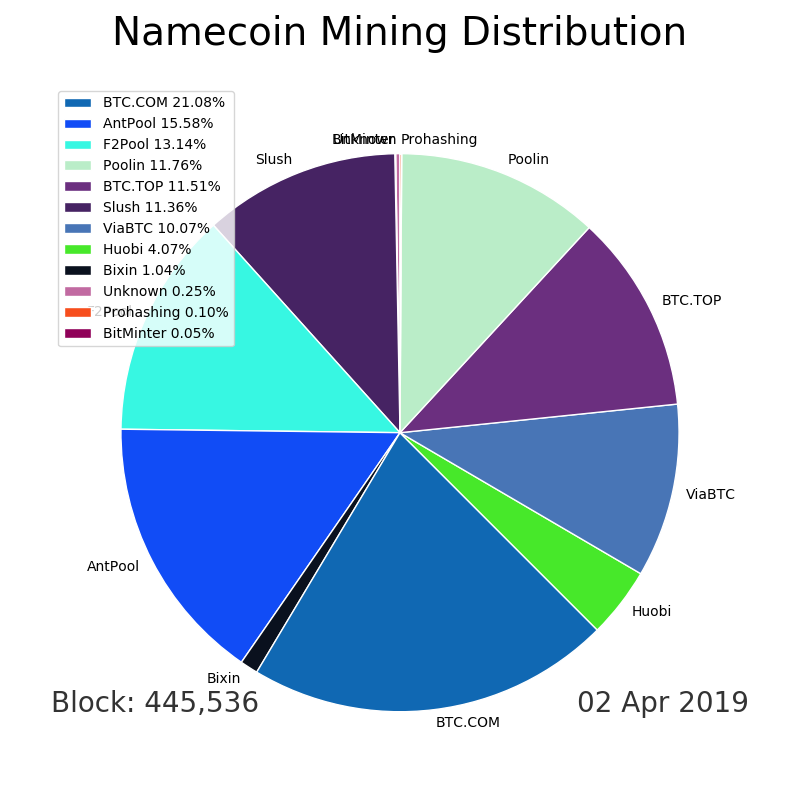 Namecoin Mining Distribution
BTC.COM 21.08%
AntPool 15.58%
F2Pool 13.14%
Poolin 11.76%
BTC.TOP 11.51%
Slush 11.36%
ViaBTC 10.07%
Huobi 4.07%
Bixin 1.04%
Unknown 0.25%
Prohashing 0.10%
BitMinter 0.05%
Slush
BitMinter
Unknown
Prohashing
Poolin
BTC.TOP
ViaBTC
Huobi
BTC.COM
Bixin
AntPool
Block: 445,536
02 Apr 2019